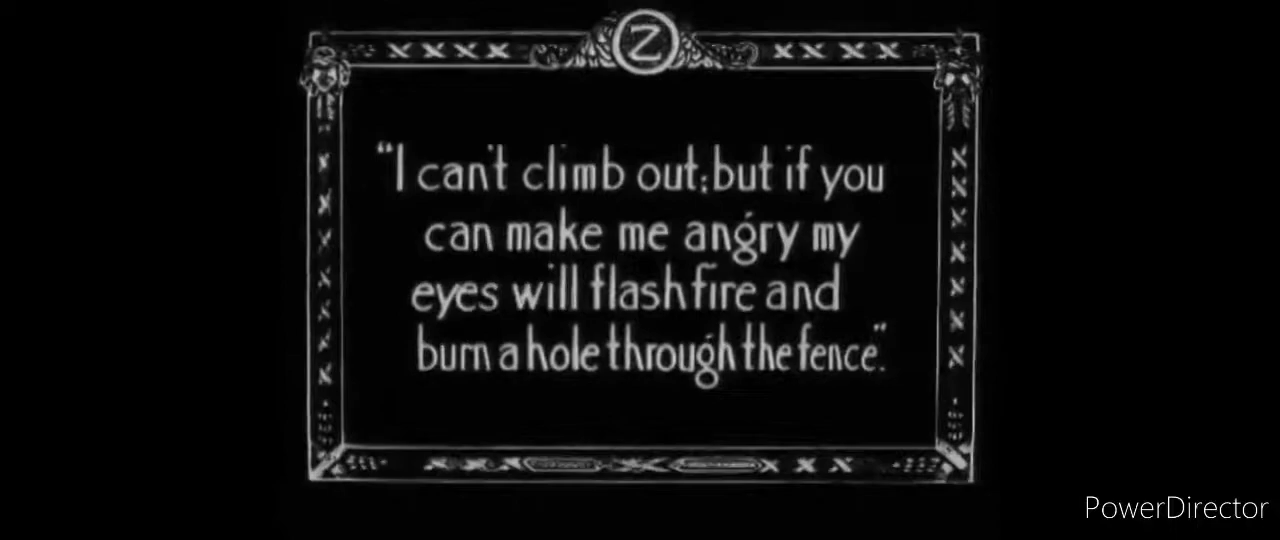 Z
"I can't climb out; but if you
can make me angry my
eyes will flash fire and
burn a hole through the fence."
PowerDirector